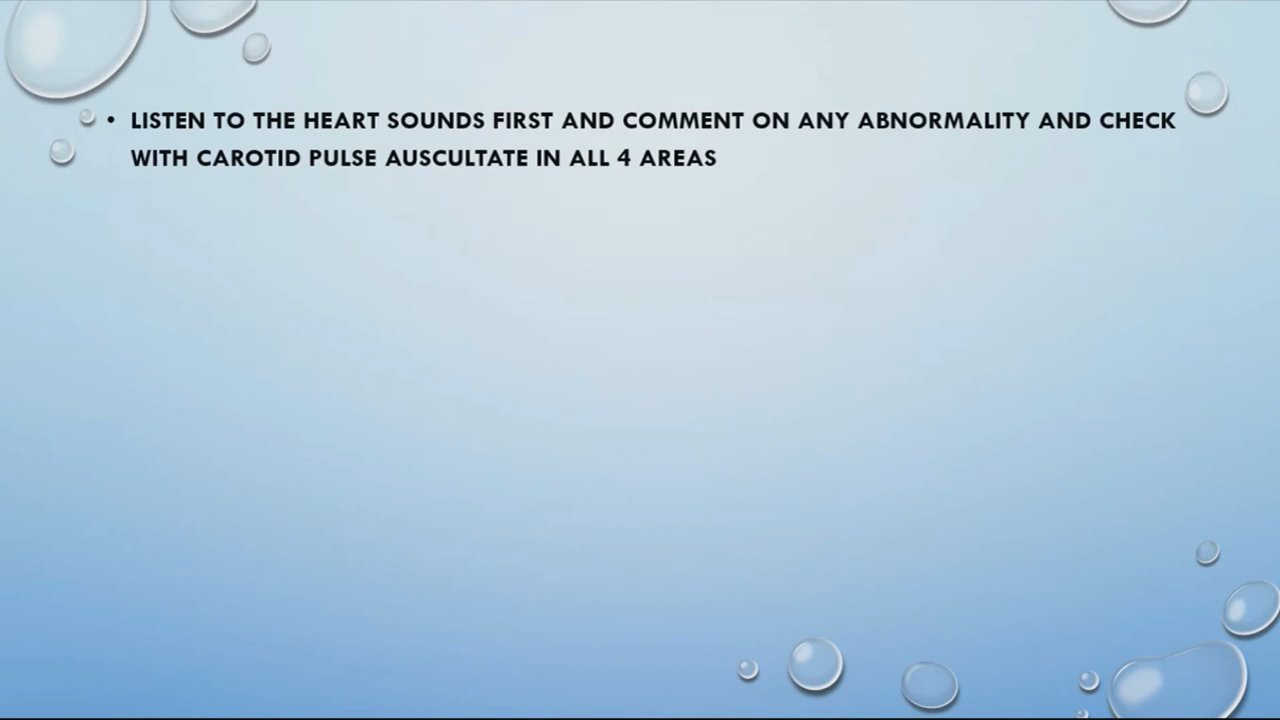 • LISTEN TO THE HEART SOUNDS FIRST AND COMMENT ON ANY ABNORMALITY AND CHECK
WITH CAROTID PULSE AUSCULTATE IN ALL 4 AREAS